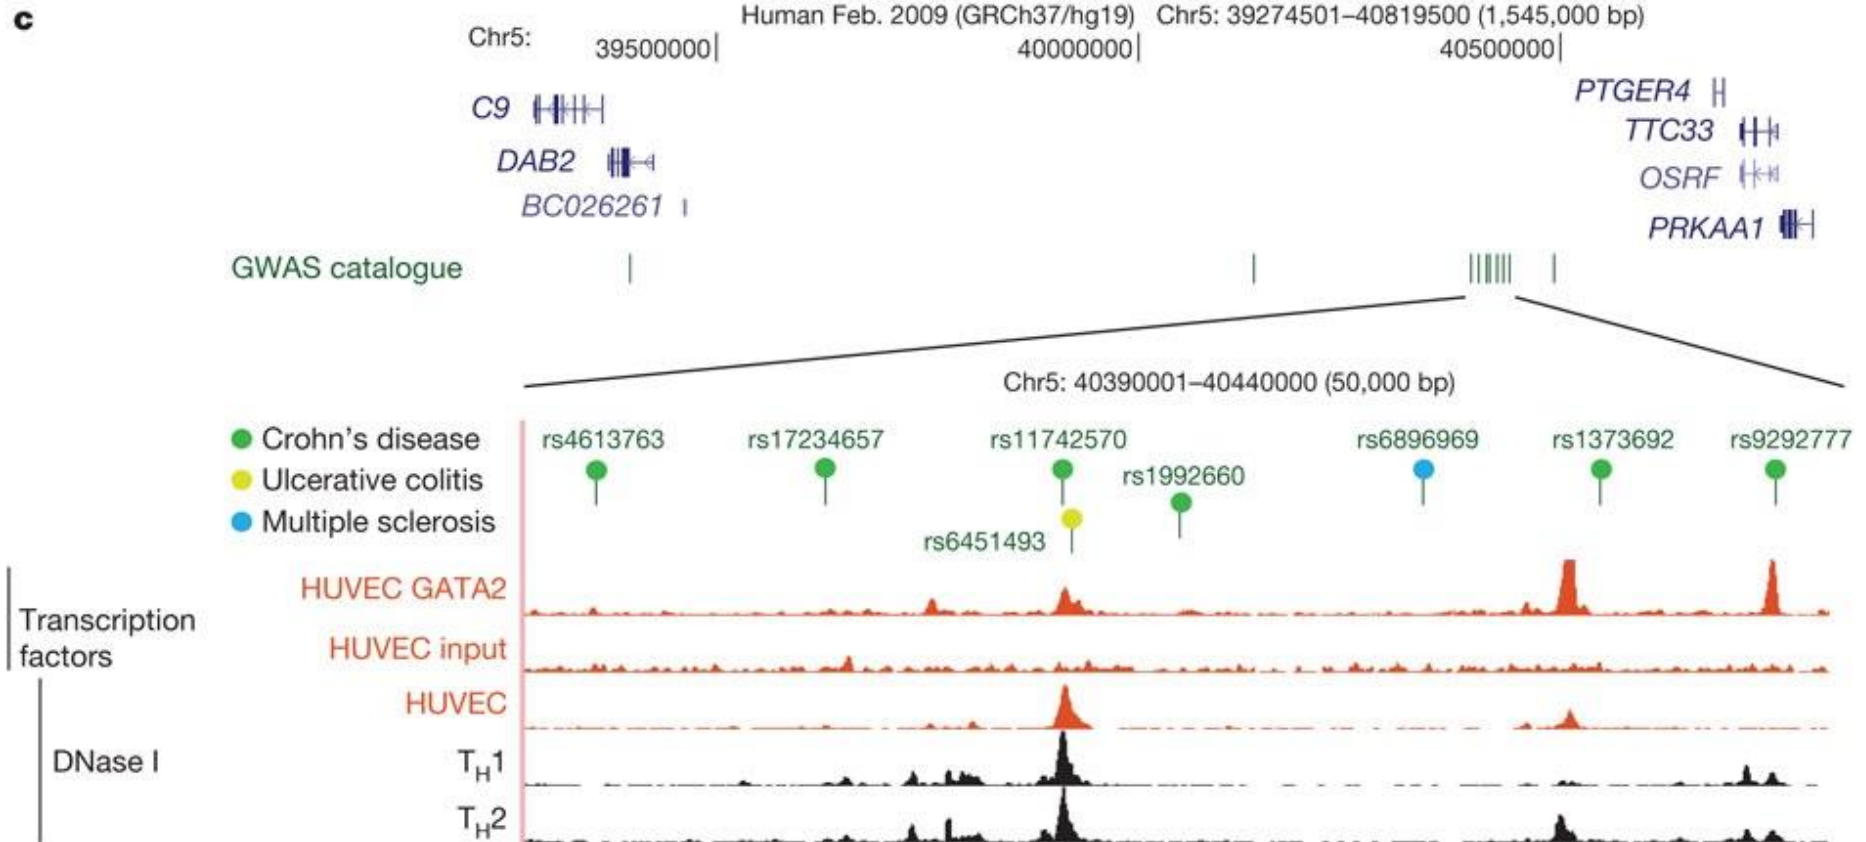 c
Human Feb. 2009 (GRCh37/hg19) Chr5: 39274501–40819500 (1,545,000 bp)
Chr5: 39500000| 40000000| 40500000|
C9
DAB2
BC026261
PTGER4
TTC33
OSRF
PRKAA1
GWAS catalogue
Chr5: 40390001–40440000 (50,000 bp)
Crohn's disease
Ulcerative colitis
Multiple sclerosis
rs4613763 rs17234657 rs11742570 rs6896969 rs1373692 rs9292777
rs1992660
rs6451493
Transcription
factors
HUVEC GATA2
HUVEC input
DNase I
HUVEC
TH1
TH2